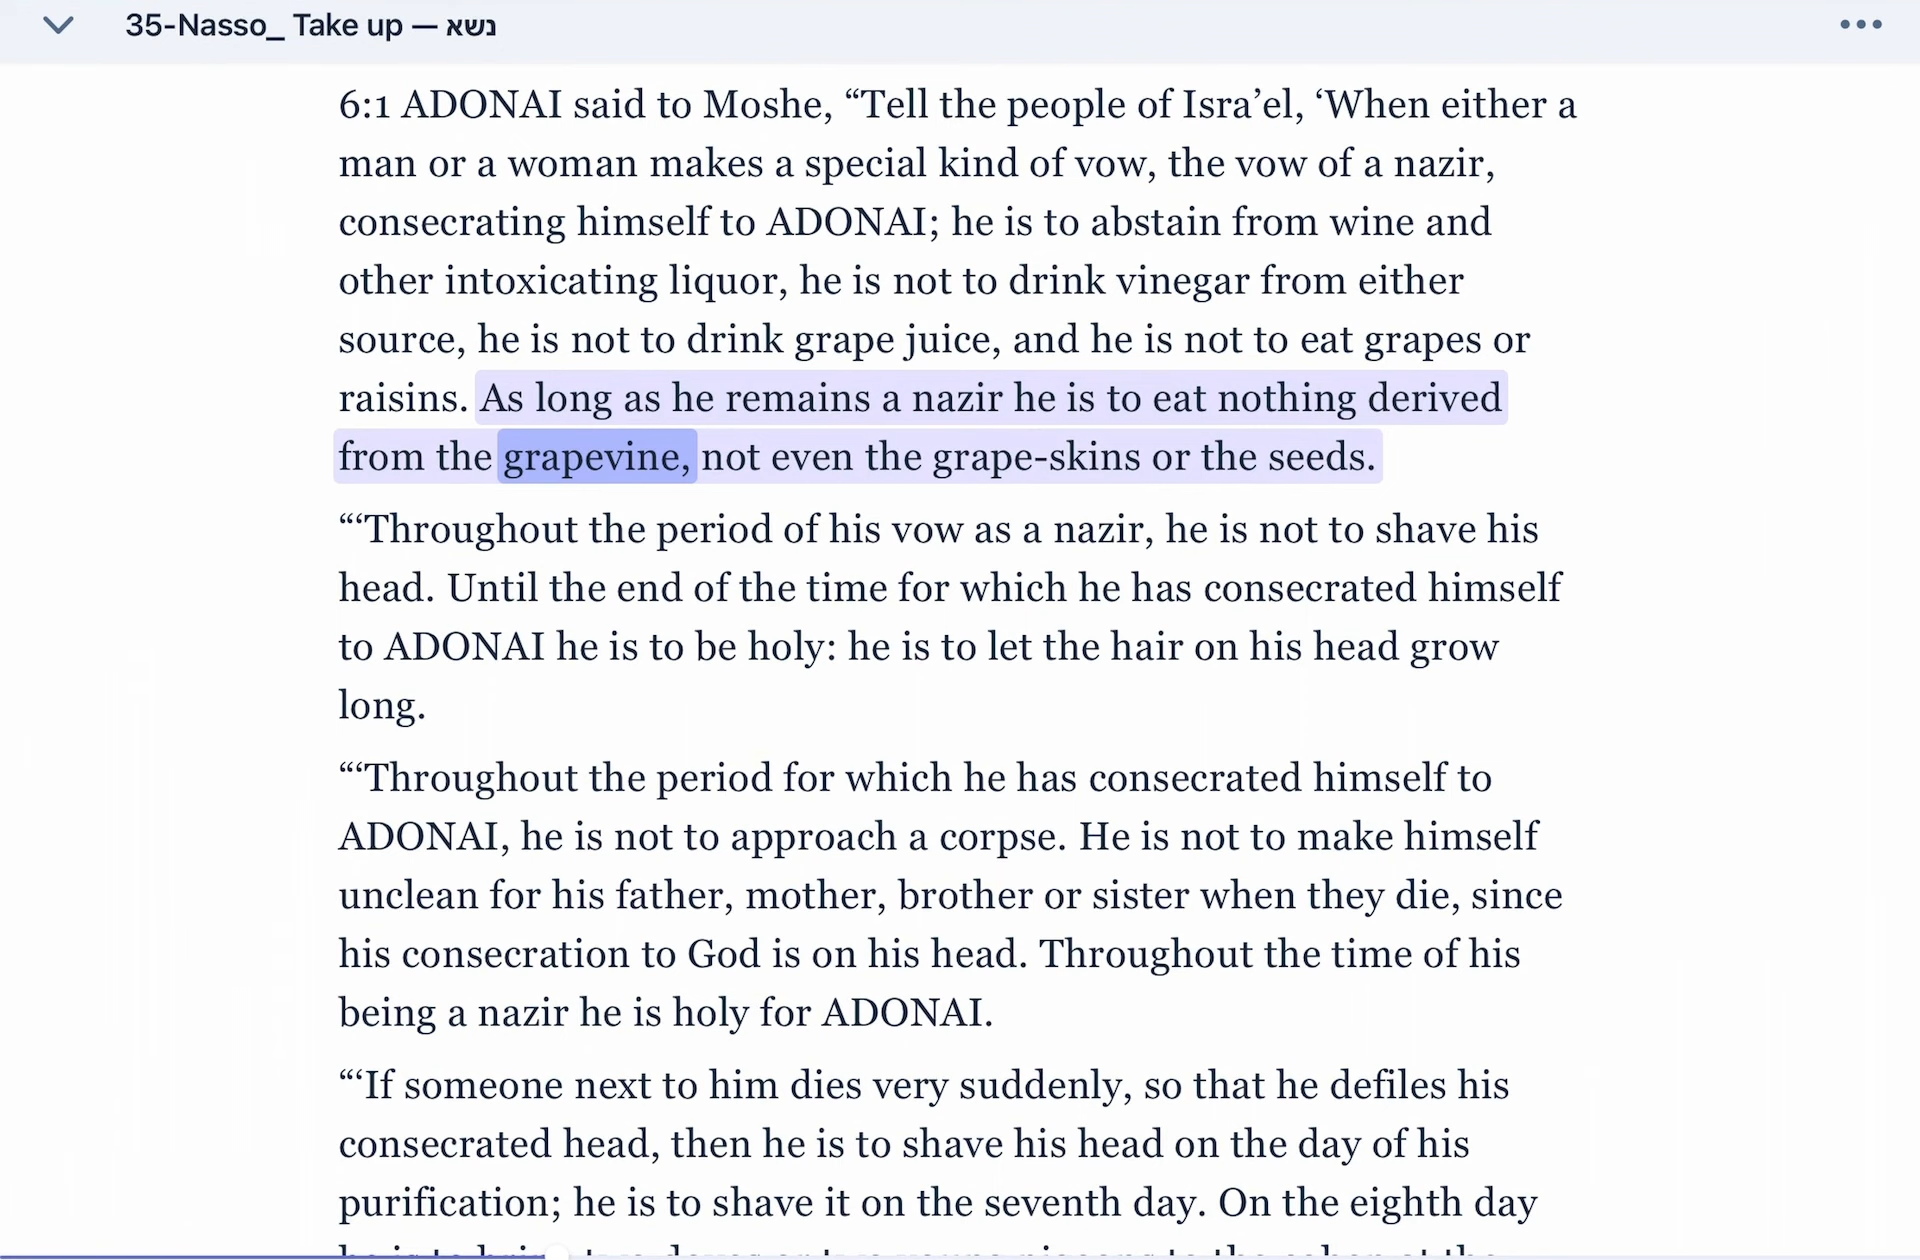 35-Nasso_ Take up — נשא
6:1 ADONAI said to Moshe, “Tell the people of Isra’el, ‘When either a
man or a woman makes a special kind of vow, the vow of a nazir,
consecrating himself to ADONAI; he is to abstain from wine and
other intoxicating liquor, he is not to drink vinegar from either
source, he is not to drink grape juice, and he is not to eat grapes or
raisins. As long as he remains a nazir he is to eat nothing derived
from the grapevine, not even the grape-skins or the seeds.
“‘Throughout the period of his vow as a nazir, he is not to shave his
head. Until the end of the time for which he has consecrated himself
to ADONAI he is to be holy: he is to let the hair on his head grow
long.
“‘Throughout the period for which he has consecrated himself to
ADONAI, he is not to approach a corpse. He is not to make himself
unclean for his father, mother, brother or sister when they die, since
his consecration to God is on his head. Throughout the time of his
being a nazir he is holy for ADONAI.
“‘If someone next to him dies very suddenly, so that he defiles his
consecrated head, then he is to shave his head on the day of his
purification; he is to shave it on the seventh day. On the eighth day